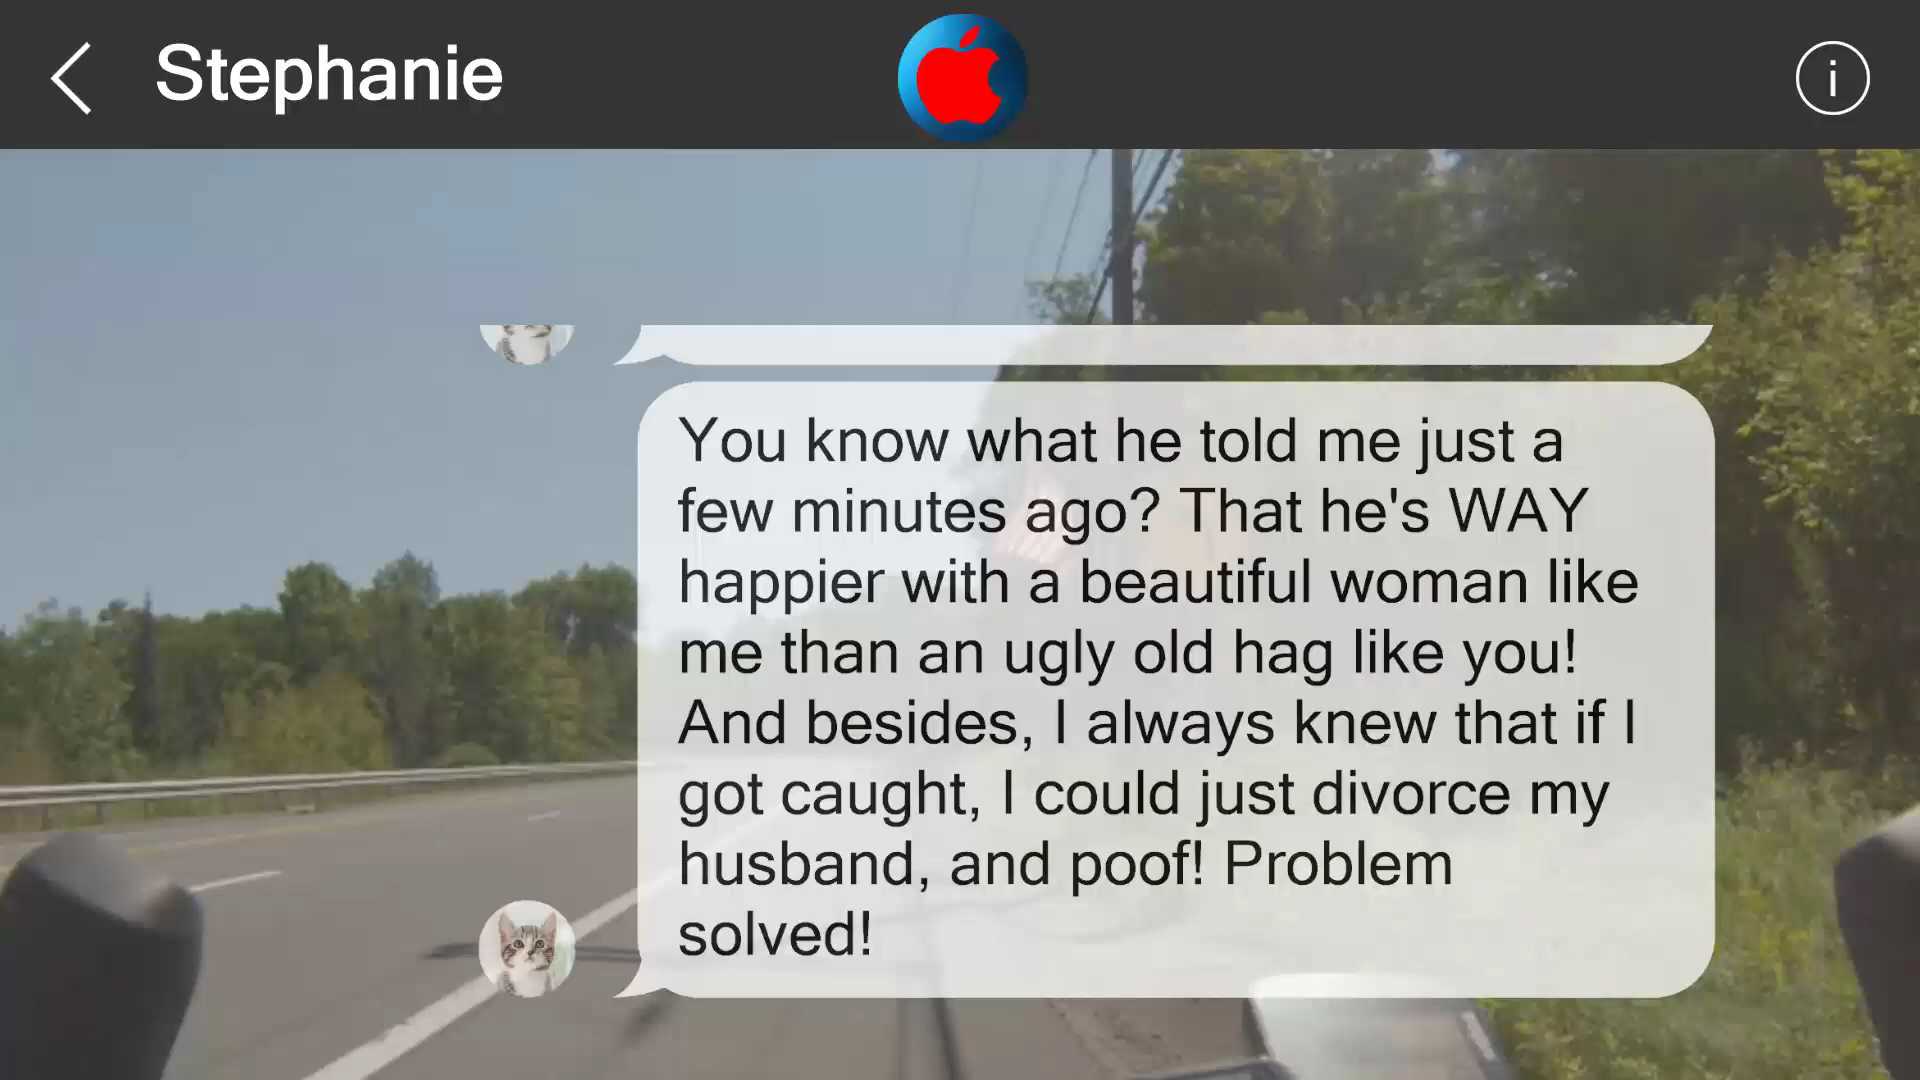 Stephanie
i
You know what he told me just a
few minutes ago? That he's WAY
happier with a beautiful woman like
me than an ugly old hag like you!
And besides, I always knew that if I
got caught, I could just divorce my
husband, and poof! Problem
solved!